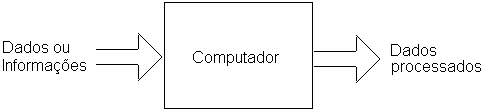 Dados ou
Informações
Computador
Dados
processados